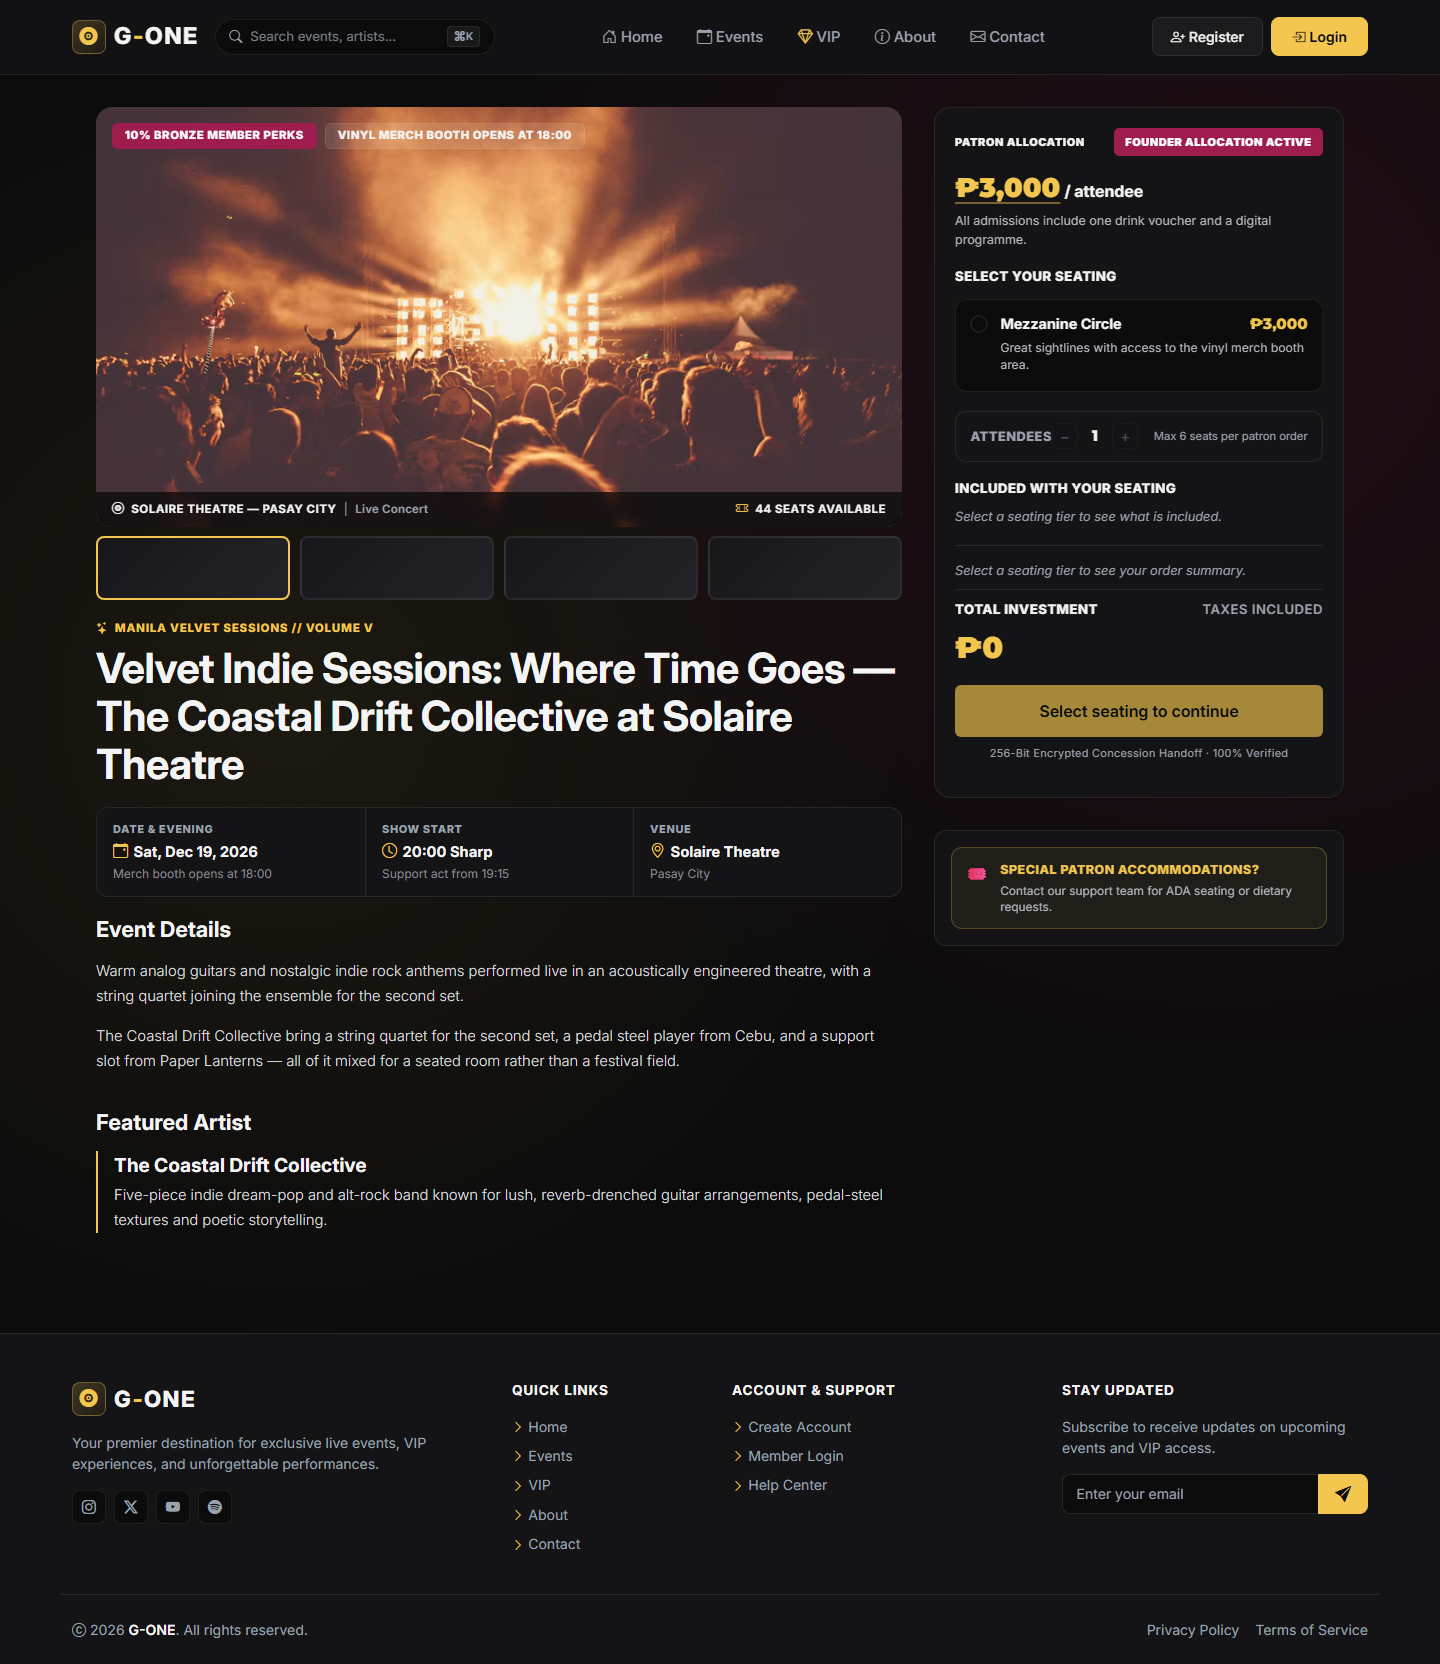 G-ONE
Search events, artists...
⌘K
Home
Events
VIP
About
Contact
Register
Login
10% BRONZE MEMBER PERKS
VINYL MERCH BOOTH OPENS AT 18:00
SOLAIRE THEATRE — PASAY CITY | Live Concert
44 SEATS AVAILABLE
MANILA VELVET SESSIONS // VOLUME V
Velvet Indie Sessions: Where Time Goes —
The Coastal Drift Collective at Solaire
Theatre
DATE & EVENING
Sat, Dec 19, 2026
Merch booth opens at 18:00
SHOW START
20:00 Sharp
Support act from 19:15
VENUE
Solaire Theatre
Pasay City
Event Details
Warm analog guitars and nostalgic indie rock anthems performed live in an acoustically engineered theatre, with a
string quartet joining the ensemble for the second set.
The Coastal Drift Collective bring a string quartet for the second set, a pedal steel player from Cebu, and a support
slot from Paper Lanterns — all of it mixed for a seated room rather than a festival field.
Featured Artist
The Coastal Drift Collective
Five-piece indie dream-pop and alt-rock band known for lush, reverb-drenched guitar arrangements, pedal-steel
textures and poetic storytelling.
PATRON ALLOCATION
FOUNDER ALLOCATION ACTIVE
₱3,000 / attendee
All admissions include one drink voucher and a digital
programme.
SELECT YOUR SEATING
Mezzanine Circle
₱3,000
Great sightlines with access to the vinyl merch booth
area.
ATTENDEES − 1 + Max 6 seats per patron order
INCLUDED WITH YOUR SEATING
Select a seating tier to see what is included.
Select a seating tier to see your order summary.
TOTAL INVESTMENT
TAXES INCLUDED
₱0
Select seating to continue
256-Bit Encrypted Concession Handoff · 100% Verified
SPECIAL PATRON ACCOMMODATIONS?
Contact our support team for ADA seating or dietary
requests.
G-ONE
Your premier destination for exclusive live events, VIP
experiences, and unforgettable performances.
QUICK LINKS
Home
Events
VIP
About
Contact
ACCOUNT & SUPPORT
Create Account
Member Login
Help Center
STAY UPDATED
Subscribe to receive updates on upcoming
events and VIP access.
Enter your email
© 2026 G-ONE. All rights reserved.
Privacy Policy
Terms of Service